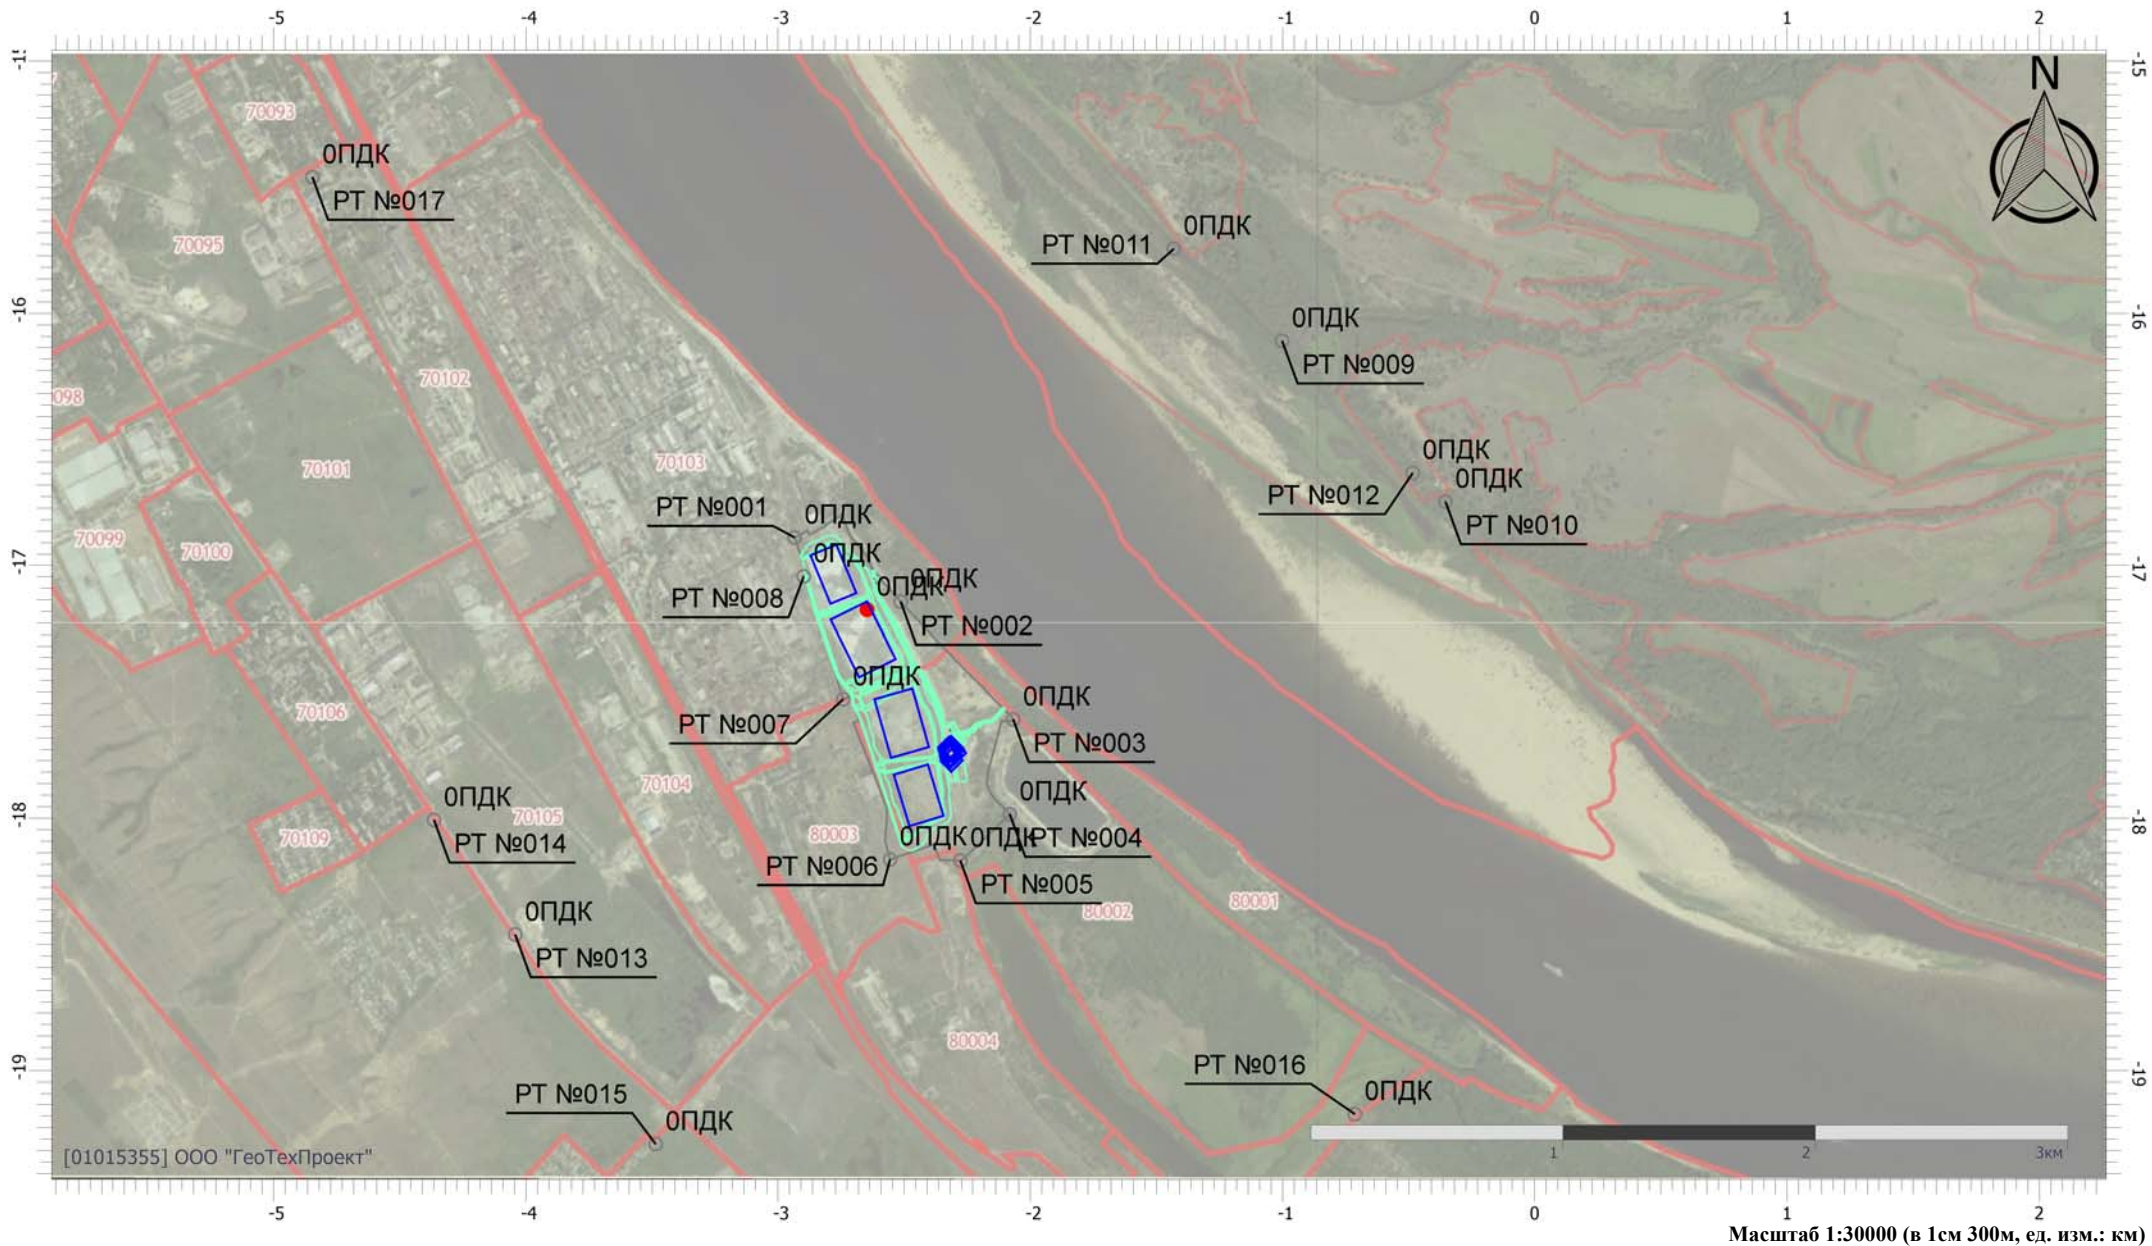 -5 -4 -3 -2 -1 0 1 2
-15
N
70093
0ПДК
РТ №017
70095
0ПДК
РТ №011
-16
-16
0ПДК
РТ №009
70102
098
70101
70103
0ПДК
0ПДК
РТ №012
РТ №010
РТ №001
0ПДК
70099
70100
0ПДК
-17
-17
0ПДК
0ПДК
РТ №008
РТ №002
0ПДК
0ПДК
70106
РТ №007
РТ №003
70104
0ПДК
0ПДК
70105
-18
-18
70109
РТ №014
80003
0ПДК
0ПДК
РТ №004
РТ №006
РТ №005
80001
80002
0ПДК
РТ №013
80004
РТ №016
-19
-19
0ПДК
РТ №015
0ПДК
[01015355] ООО "ГеоТехПроект"
1 2 3км
-5 -4 -3 -2 -1 0 1 2
Масштаб 1:30000 (в 1см 300м, ед. изм.: км)